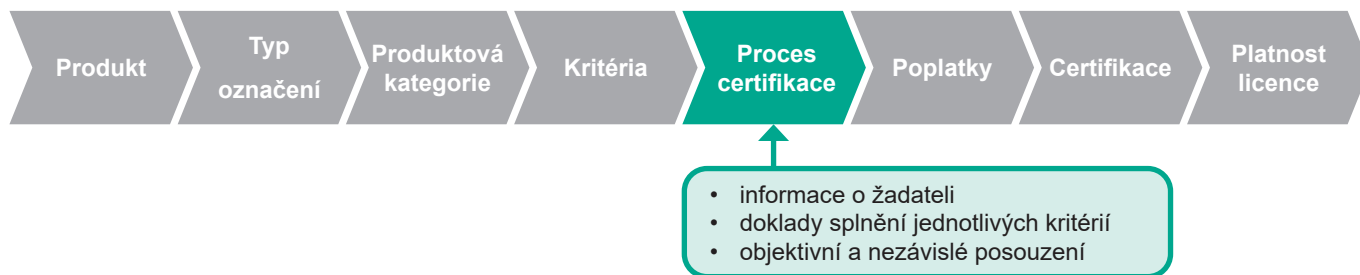 Produkt
Typ
označení
Produktová
kategorie
Kritéria
Proces
certifikace
Poplatky
Certifikace
Platnost
licence
• informace o žadateli
• doklady splnění jednotlivých kritérií
• objektivní a nezávislé posouzení